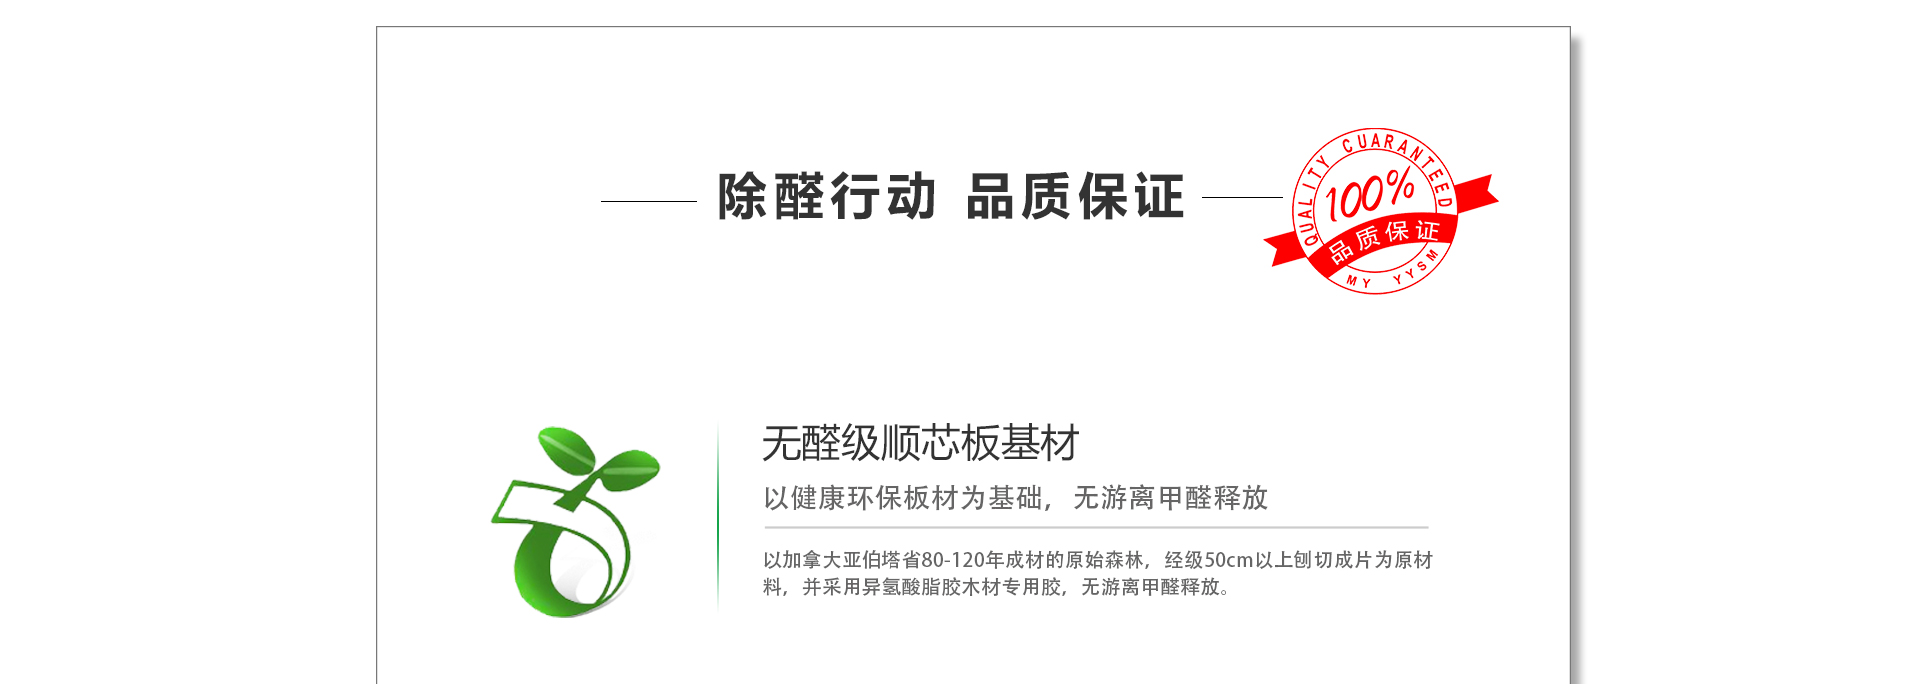 除醛行动 品质保证
QUALITY CUARANTEED
100%
品质保证
MY YYSM
无醛级顺芯板基材
以健康环保板材为基础，无游离甲醛释放
以加拿大亚伯塔省80-120年成材的原始森林，经级50cm以上刨切成片为原材
料，并采用异氢酸脂胶木材专用胶，无游离甲醛释放。